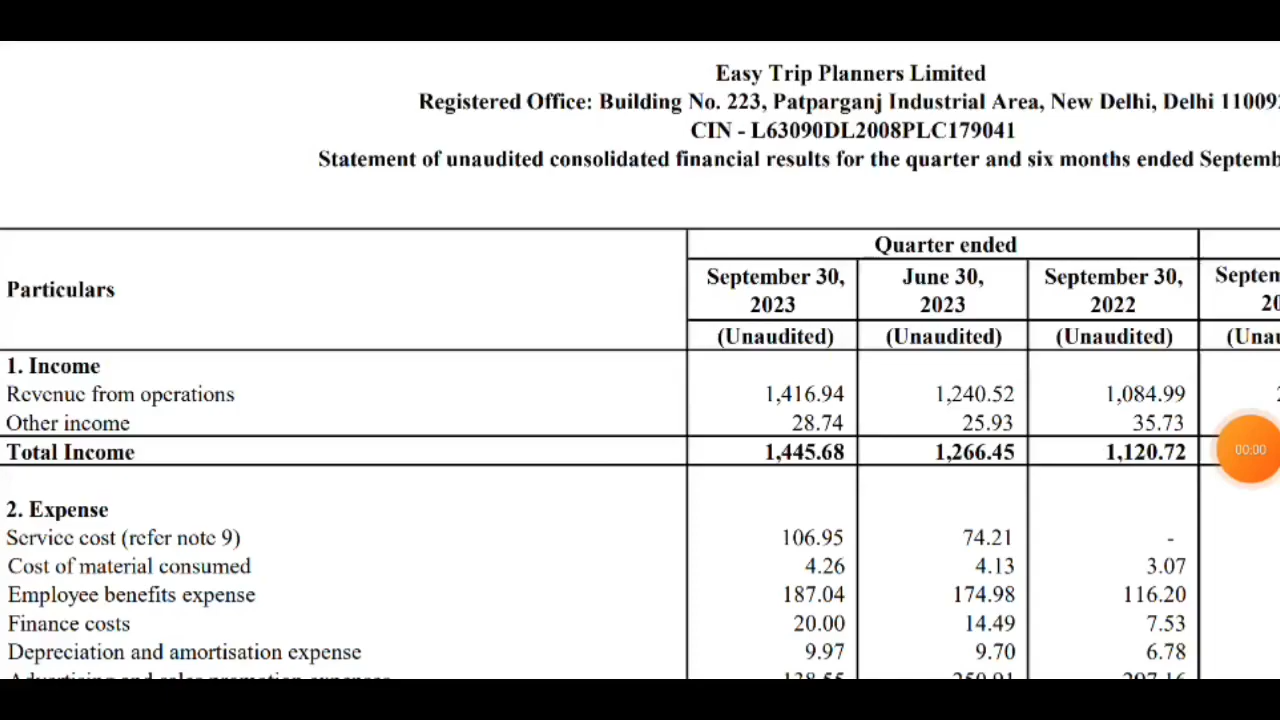 Easy Trip Planners Limited
Registered Office: Building No. 223, Patparganj Industrial Area, New Delhi, Delhi
CIN - L63090DL2008PLC179041
Statement of unaudited consolidated financial results for the quarter and six months ended
Quarter ended
Particulars September 30, 2023 June 30, 2023 September 30, 2022
(Unaudited) (Unaudited) (Unaudited)
1. Income
Revenue from operations 1,416.94 1,240.52 1,084.99
Other income 28.74 25.93 35.73
Total Income 1,445.68 1,266.45 1,120.72
00:00
2. Expense
Service cost (refer note 9) 106.95 74.21 -
Cost of material consumed 4.26 4.13 3.07
Employee benefits expense 187.04 174.98 116.20
Finance costs 20.00 14.49 7.53
Depreciation and amortisation expense 9.97 9.70 6.78